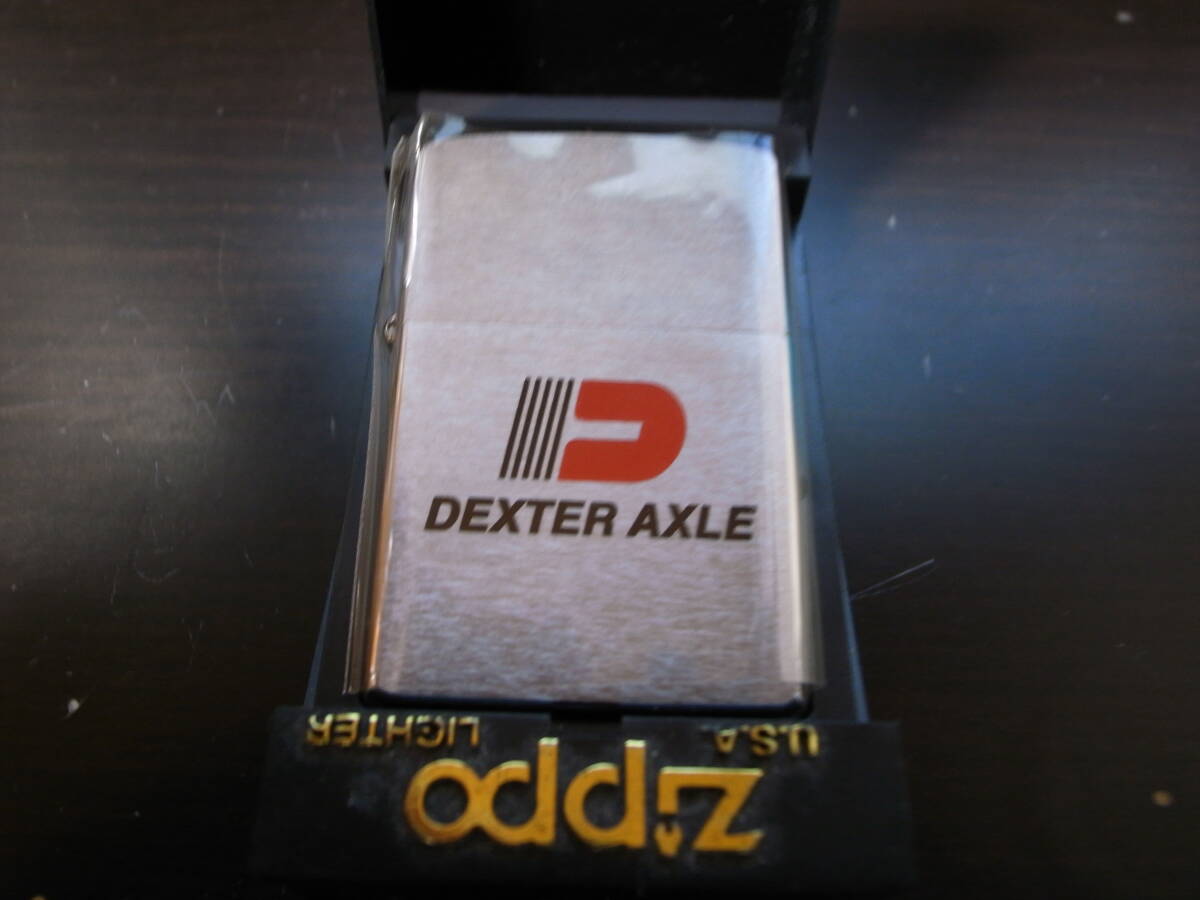 DEXTER AXLE
LIGHTER U.S.A.
Zippo